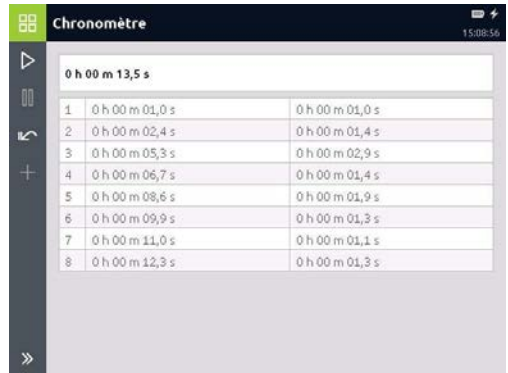 Chronomètre
15:08:56
0 h 00 m 13,5 s
1 0 h 00 m 01,0 s 0 h 00 m 01,0 s
2 0 h 00 m 02,4 s 0 h 00 m 01,4 s
3 0 h 00 m 05,3 s 0 h 00 m 02,9 s
4 0 h 00 m 06,7 s 0 h 00 m 01,4 s
5 0 h 00 m 08,6 s 0 h 00 m 01,9 s
6 0 h 00 m 09,9 s 0 h 00 m 01,3 s
7 0 h 00 m 11,0 s 0 h 00 m 01,1 s
8 0 h 00 m 12,3 s 0 h 00 m 01,3 s